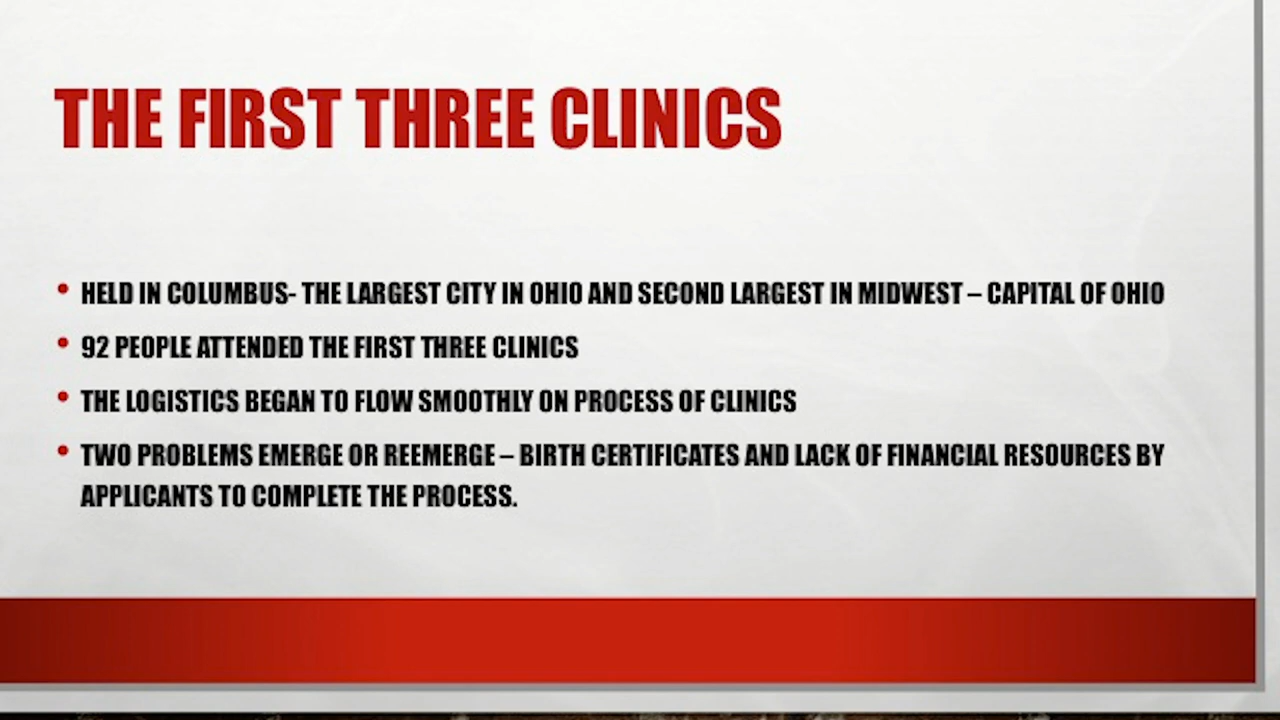 THE FIRST THREE CLINICS
• HELD IN COLUMBUS- THE LARGEST CITY IN OHIO AND SECOND LARGEST IN MIDWEST – CAPITAL OF OHIO
• 92 PEOPLE ATTENDED THE FIRST THREE CLINICS
• THE LOGISTICS BEGAN TO FLOW SMOOTHLY ON PROCESS OF CLINICS
• TWO PROBLEMS EMERGE OR REEMERGE – BIRTH CERTIFICATES AND LACK OF FINANCIAL RESOURCES BY
APPLICANTS TO COMPLETE THE PROCESS.